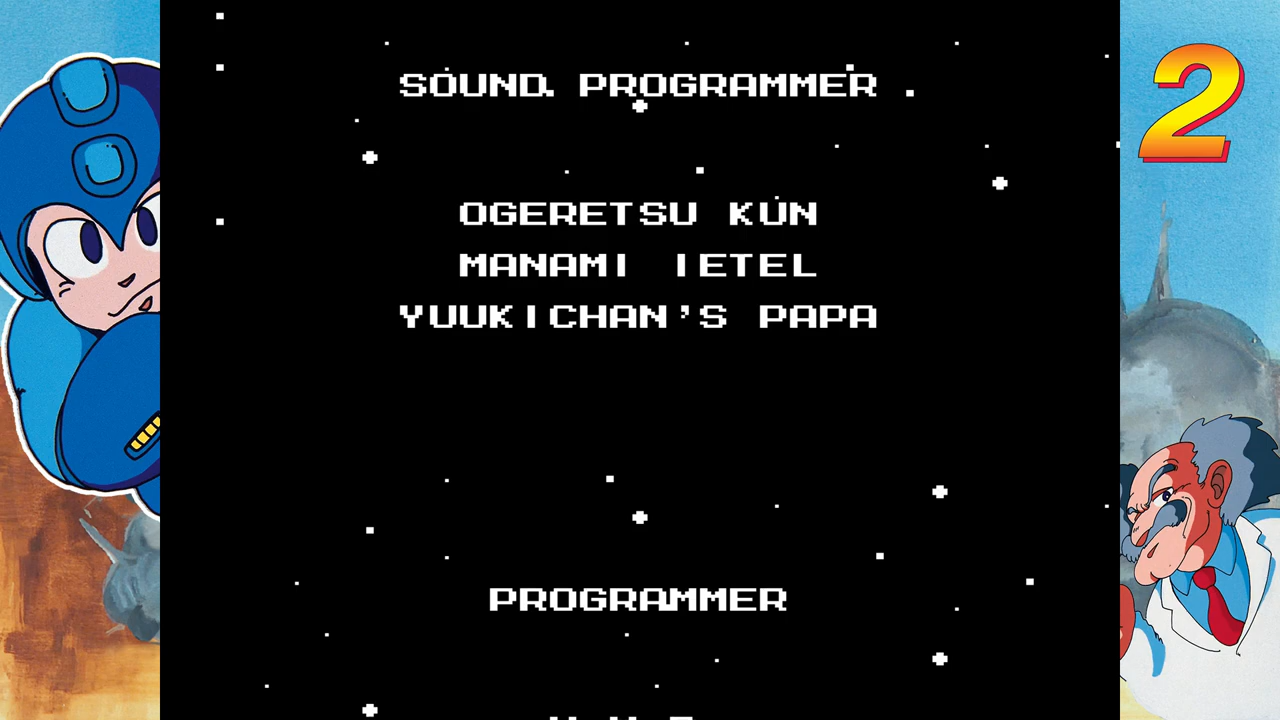 2
SOUND PROGRAMMER
OGERETSU KUN
MANAMI IETEL
YUUKICHAN'S PAPA
PROGRAMMER